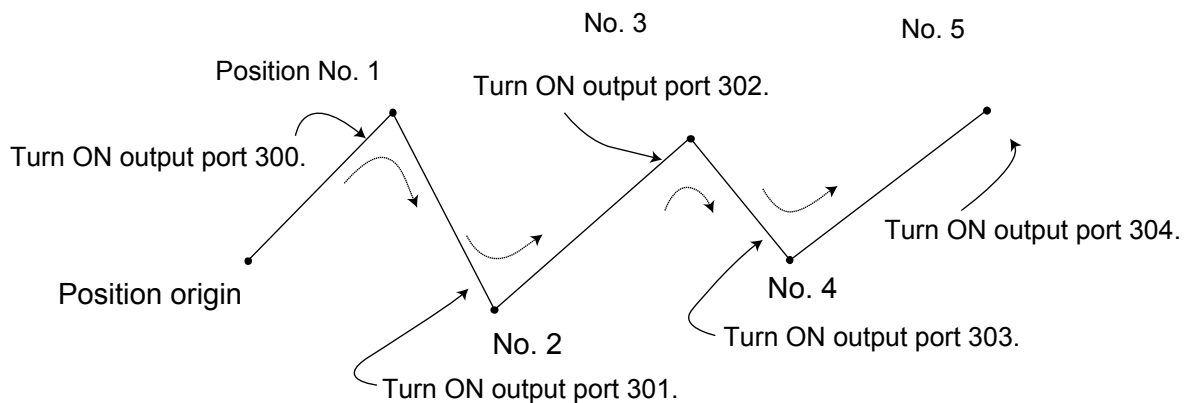 No. 3
No. 5
Position No. 1
Turn ON output port 302.
Turn ON output port 300.
Turn ON output port 304.
Position origin
No. 4
No. 2
Turn ON output port 303.
Turn ON output port 301.